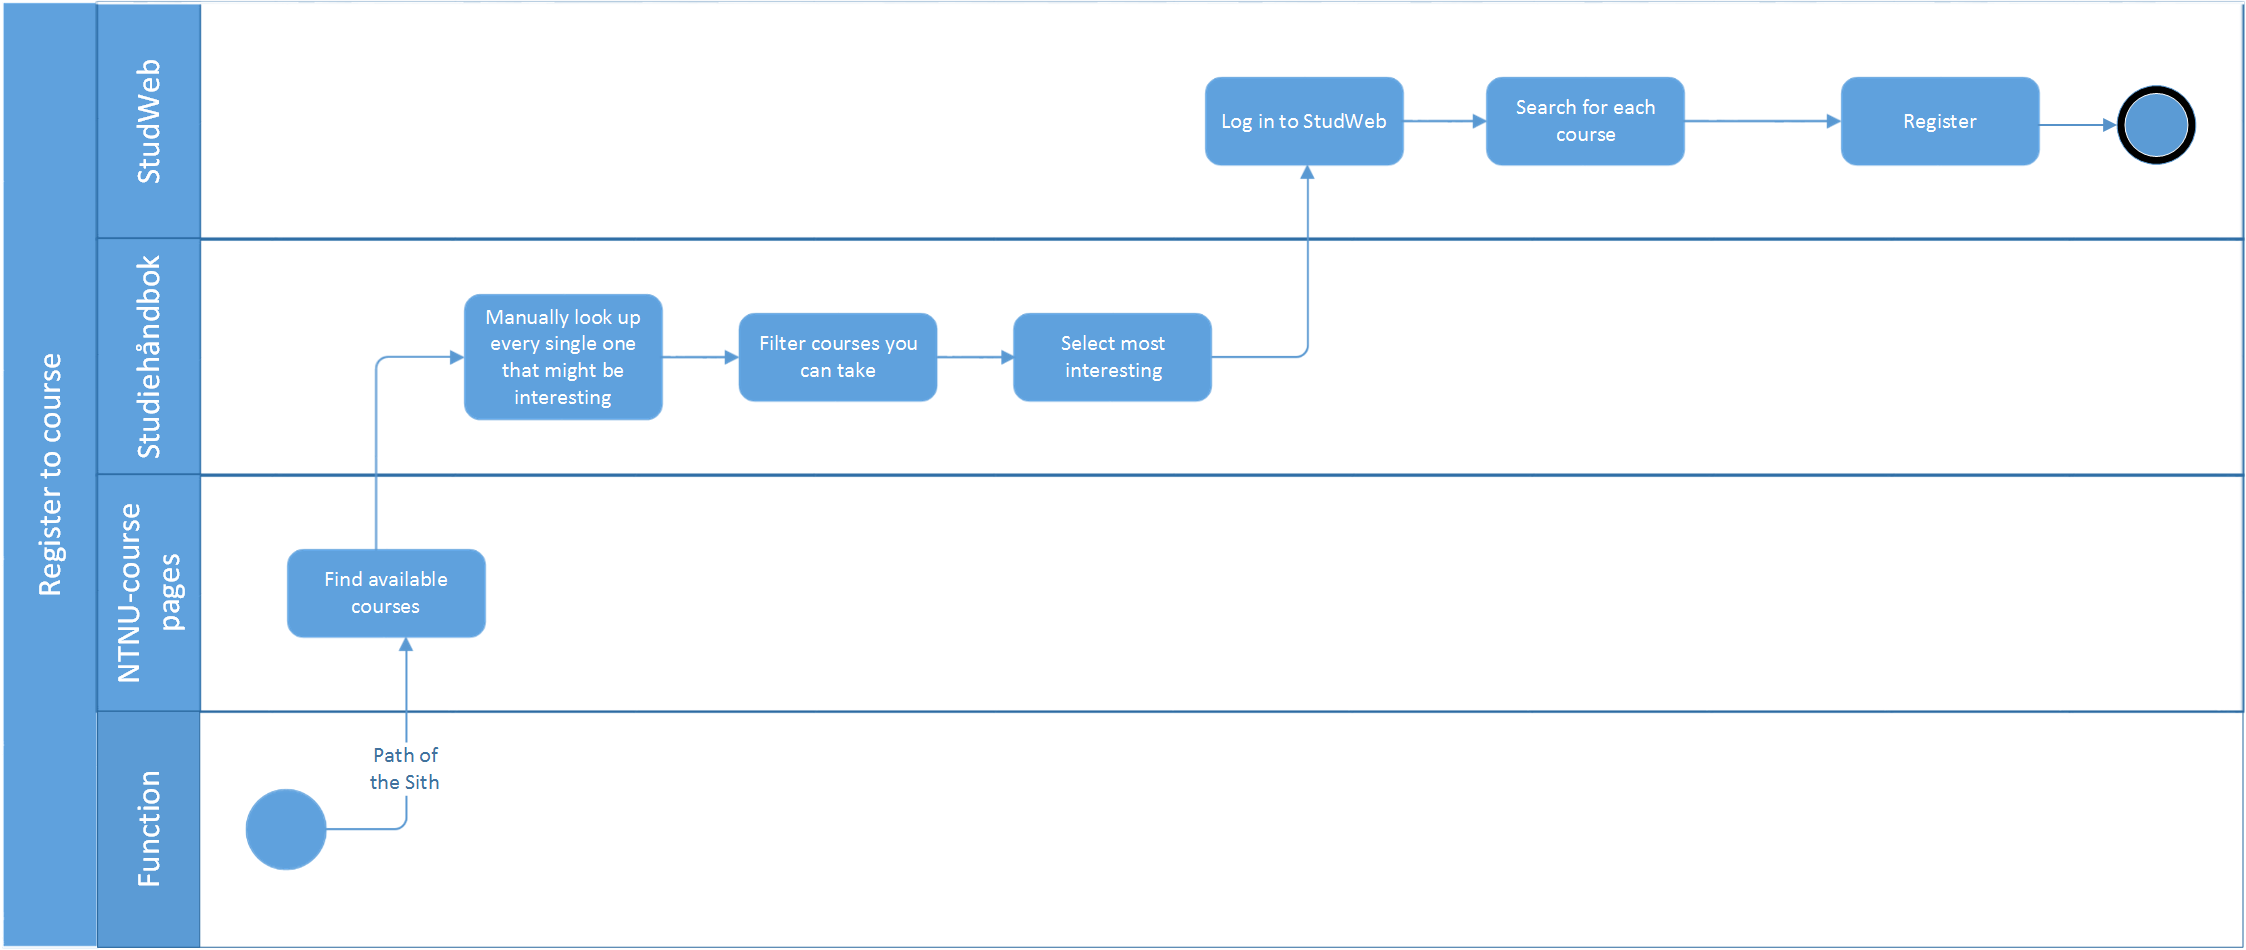 Register to course
StudWeb
Log in to StudWeb
Search for each
course
Register
Studiehåndbok
Manually look up
every single one
that might be
interesting
Filter courses you
can take
Select most
interesting
NTNU-course
pages
Find available
courses
Function
Path of
the Sith